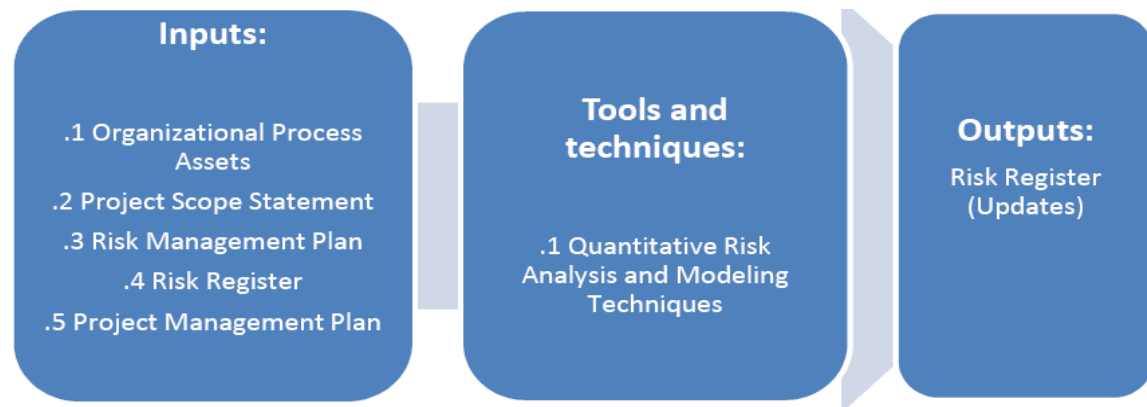 Inputs:
.1 Organizational Process
Assets
.2 Project Scope Statement
.3 Risk Management Plan
.4 Risk Register
.5 Project Management Plan
Tools and
techniques:
.1 Quantitative Risk
Analysis and Modeling
Techniques
Outputs:
Risk Register
(Updates)